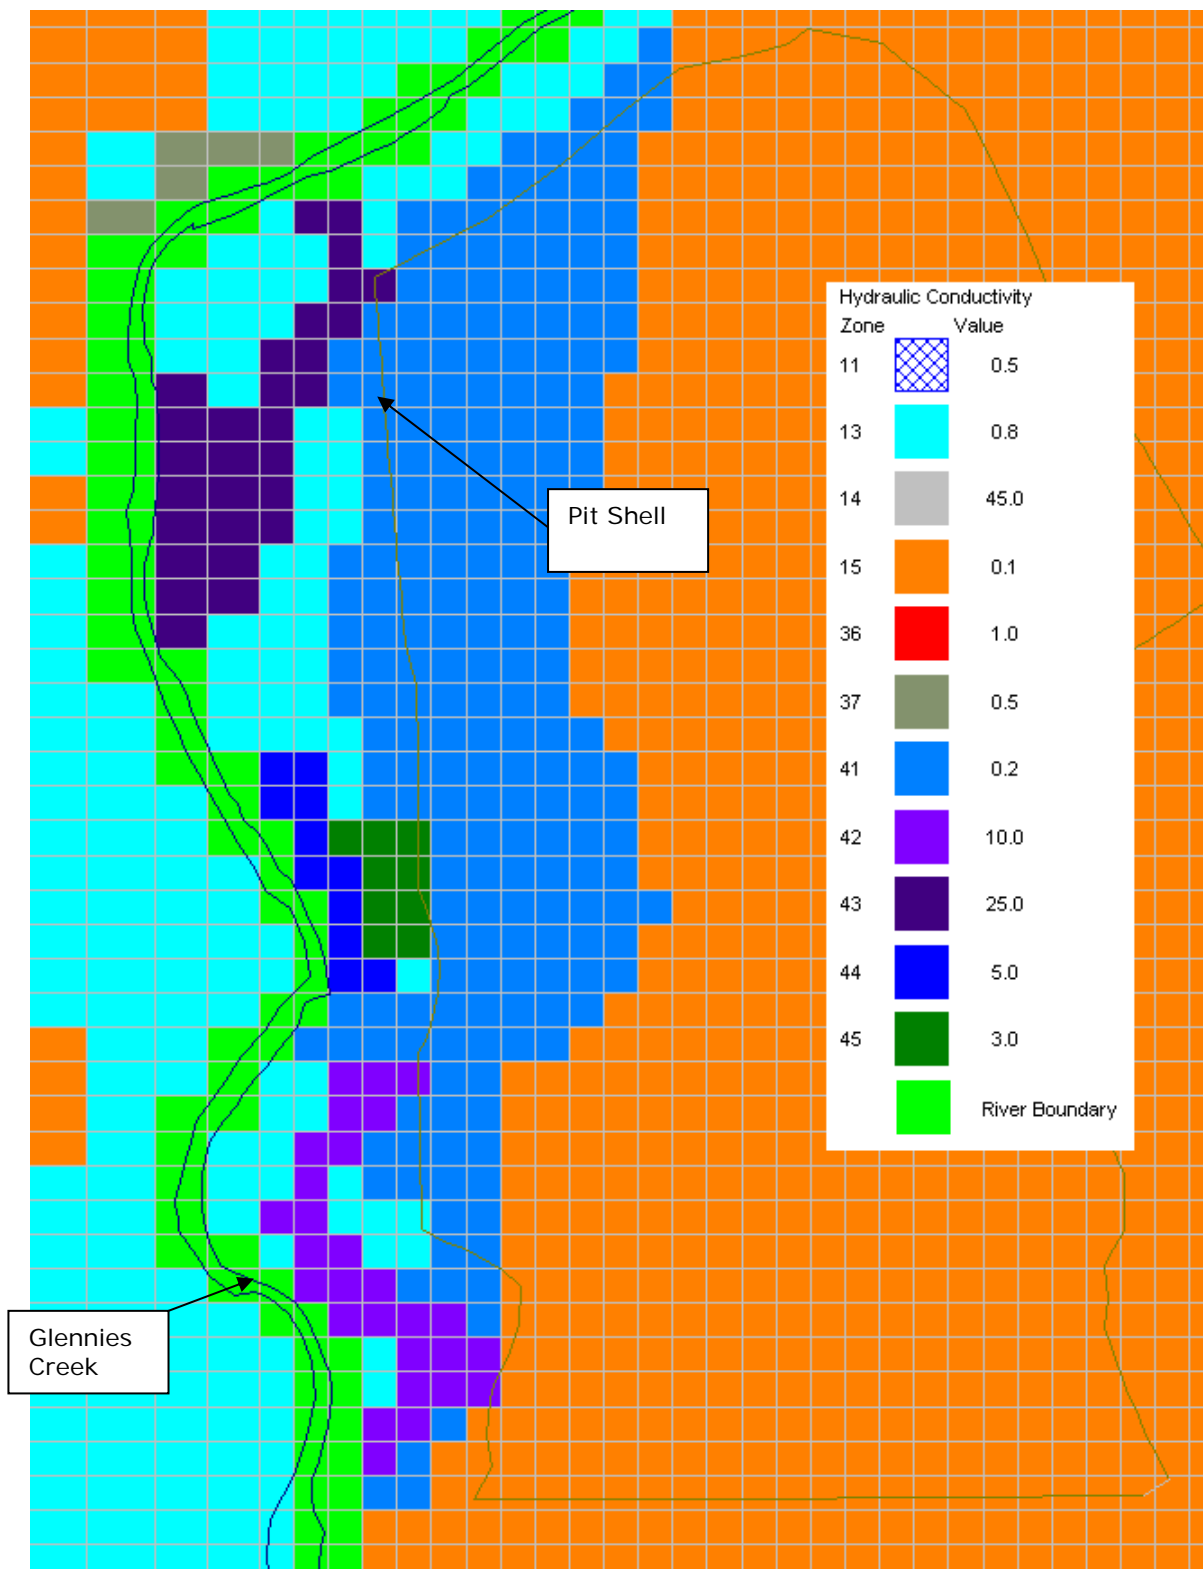 Hydraulic Conductivity
Zone Value
11 0.5
13 0.8
14 45.0
15 0.1
36 1.0
37 0.5
41 0.2
42 10.0
43 25.0
44 5.0
45 3.0
River Boundary
Pit Shell
Glennies
Creek